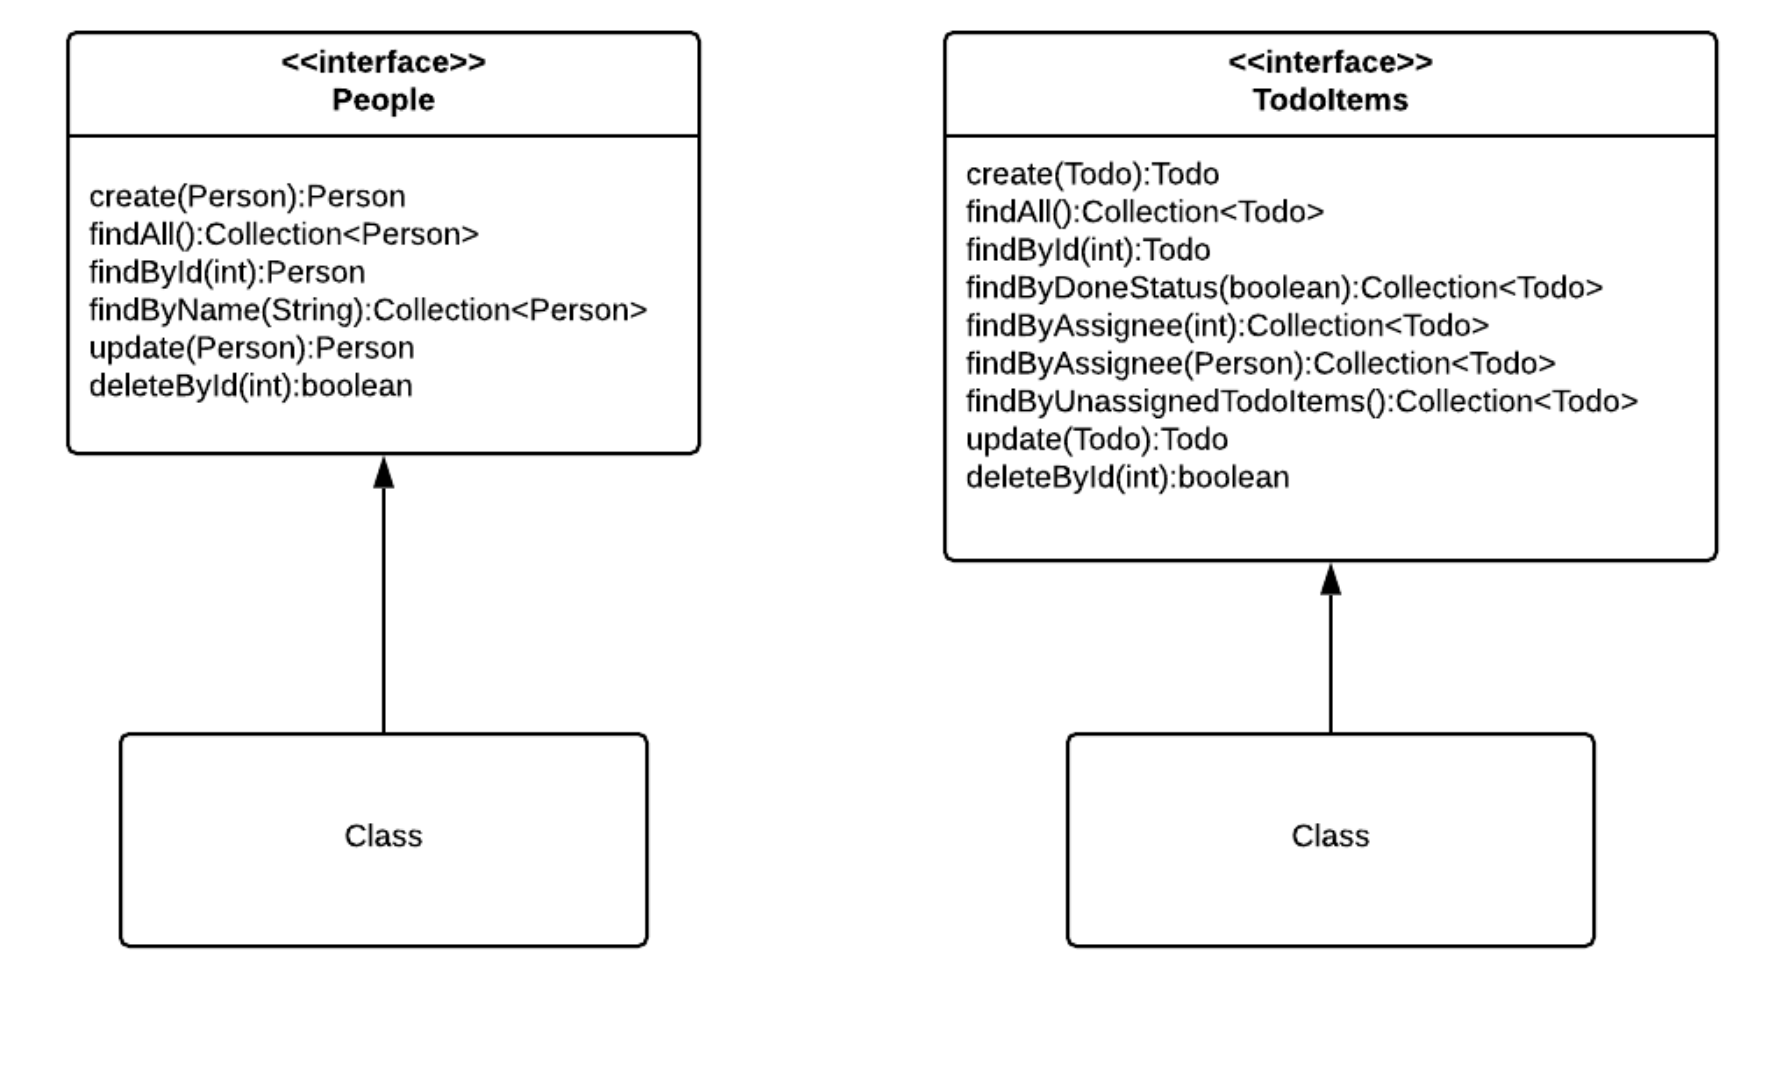 <<interface>>
People
create(Person):Person
findAll():Collection<Person>
findById(int):Person
findByName(String):Collection<Person>
update(Person):Person
deleteById(int):boolean
Class
<<interface>>
TodoItems
create(Todo):Todo
findAll():Collection<Todo>
findById(int):Todo
findByDoneStatus(boolean):Collection<Todo>
findByAssignee(int):Collection<Todo>
findByAssignee(Person):Collection<Todo>
findByUnassignedTodoItems():Collection<Todo>
update(Todo):Todo
deleteById(int):boolean
Class